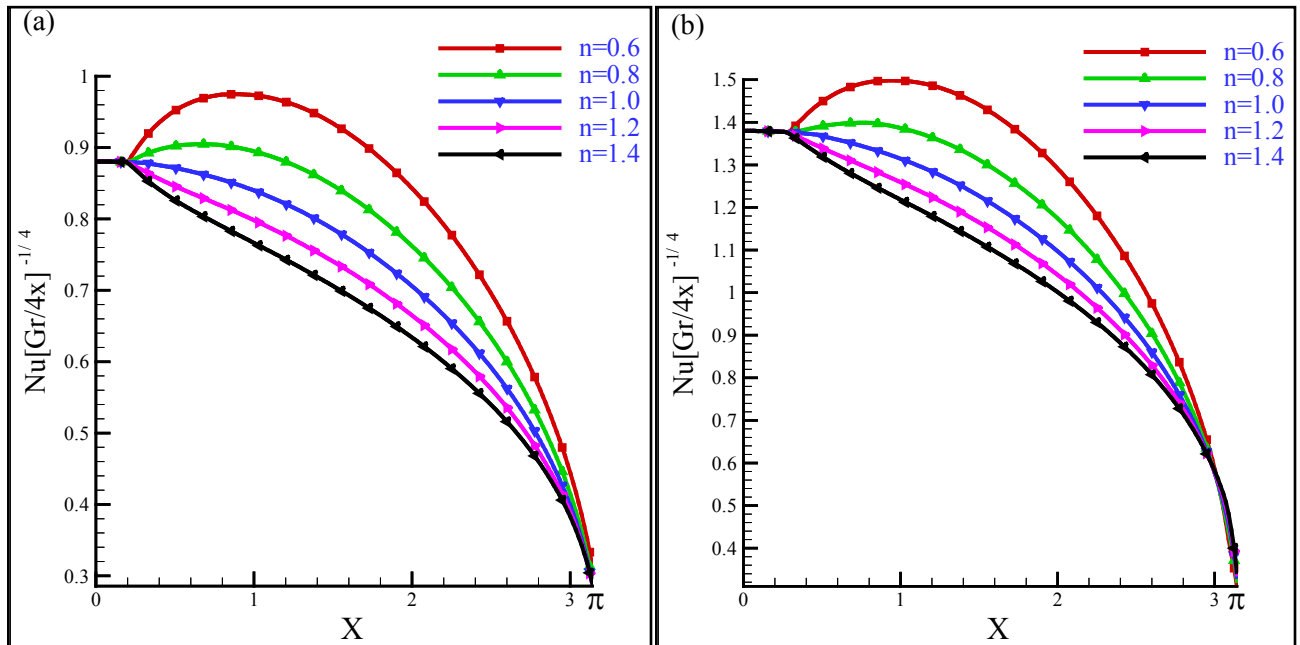 (a)
n=0.6
n=0.8
n=1.0
n=1.2
n=1.4
1
0.9
0.8
0.7
0.6
0.5
0.4
0.3
Nu[Gr/4x]^-1/4
0 1 2 3 π
X
(b)
n=0.6
n=0.8
n=1.0
n=1.2
n=1.4
1.5
1.4
1.3
1.2
1.1
1
0.9
0.8
0.7
0.6
0.5
0.4
Nu[Gr/4x]^-1/4
0 1 2 3 π
X